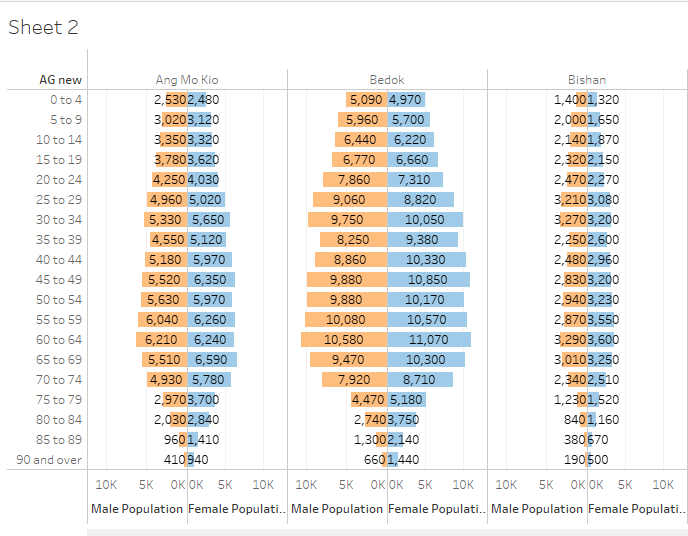 Sheet 2
AG new Ang Mo Kio Bedok Bishan
0 to 4 2,530 2,480 5,090 4,970 1,400 1,320
5 to 9 3,020 3,120 5,960 5,700 2,000 1,650
10 to 14 3,350 3,320 6,440 6,220 2,140 1,870
15 to 19 3,780 3,620 6,770 6,660 2,320 2,150
20 to 24 4,250 4,030 7,860 7,310 2,470 2,270
25 to 29 4,960 5,020 9,060 8,820 3,210 3,080
30 to 34 5,330 5,650 9,750 10,050 3,270 3,200
35 to 39 4,550 5,120 8,250 9,380 2,250 2,600
40 to 44 5,180 5,970 8,860 10,330 2,480 2,960
45 to 49 5,520 6,350 9,880 10,850 2,830 3,200
50 to 54 5,630 5,970 9,880 10,170 2,940 3,230
55 to 59 6,040 6,260 10,080 10,570 2,870 3,550
60 to 64 6,210 6,240 10,580 11,070 3,290 3,600
65 to 69 5,510 6,590 9,470 10,300 3,010 3,250
70 to 74 4,930 5,780 7,920 8,710 2,340 2,510
75 to 79 2,970 3,700 4,470 5,180 1,230 1,520
80 to 84 2,030 2,840 2,740 3,750 840 1,160
85 to 89 960 1,410 1,300 2,140 380 670
90 and over 410 940 660 1,440 190 500
10K 5K 0K 0K 5K 10K 10K 5K 0K 0K 5K 10K 10K 5K 0K 0K 5K 10K
Male Population Female Populati.. Male Population Female Populati.. Male Population Female Populati..